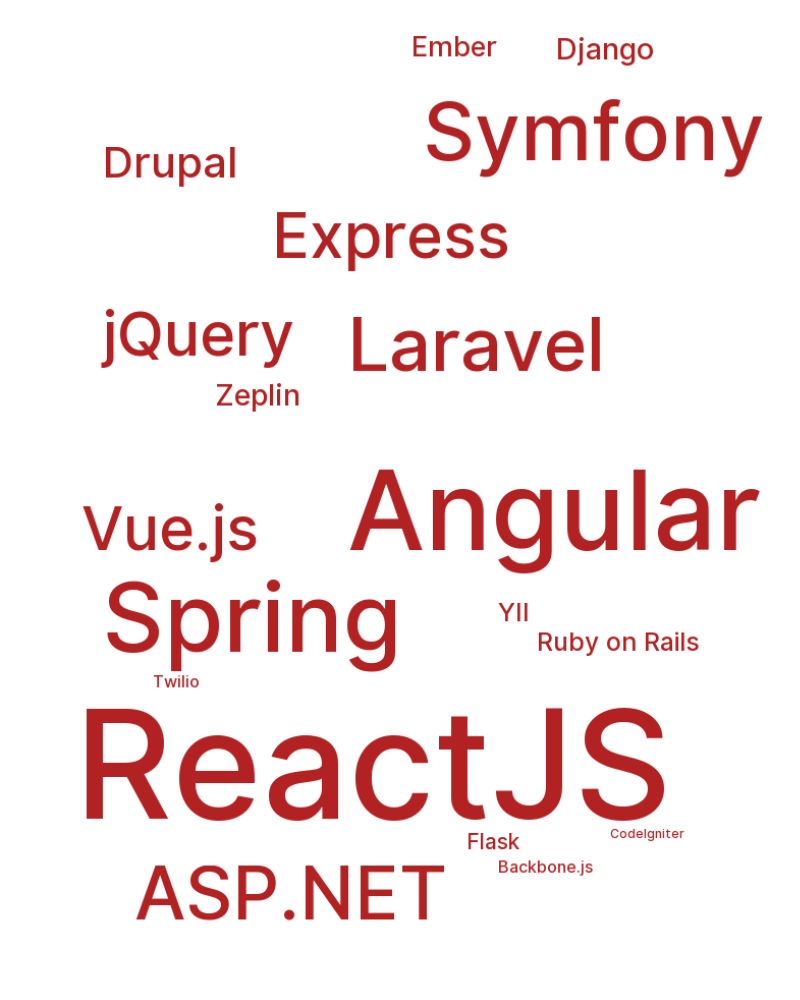 Ember
Django
Symfony
Drupal
Express
jQuery
Laravel
Zeplin
Angular
Vue.js
Spring
YII
Ruby on Rails
Twilio
ReactJS
CodeIgniter
Flask
Backbone.js
ASP.NET